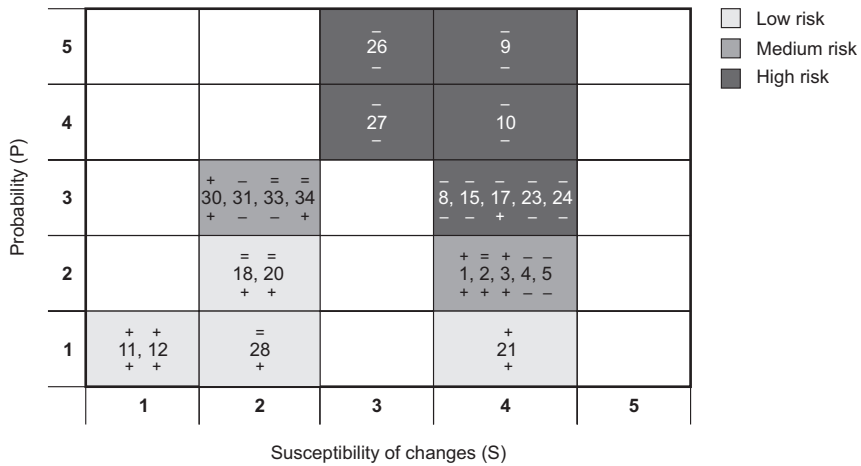 Low risk
Medium risk
High risk
Probability (P)
5
– –
26 9
– –
4
– –
27 10
– –
3
+ – = = – – – – –
30, 31, 33, 34 8, 15, 17, 23, 24
+ – – + – – + – –
2
= = + = + – –
18, 20 1, 2, 3, 4, 5
+ + + + + – –
1
+ + = +
11, 12 28 21
+ + + +
1 2 3 4 5
Susceptibility of changes (S)